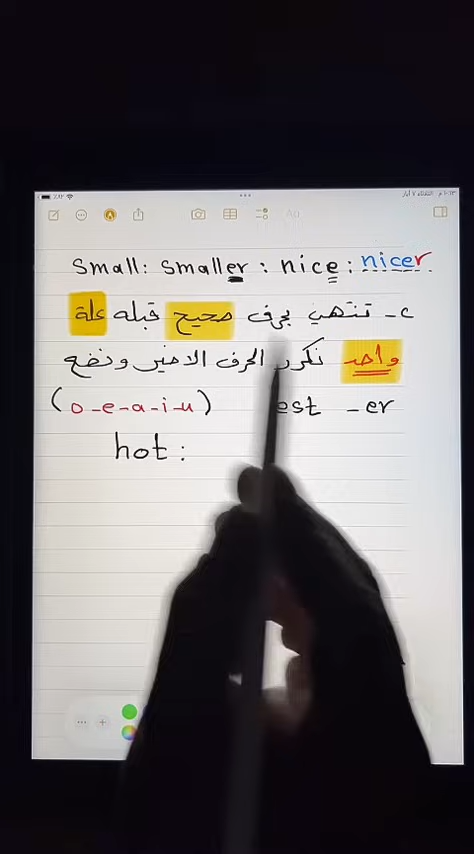 Small: Smaller : nice : nicer.
c- تنتهي بحرف صحيح قبله علة
واحد نكرر الحرف الاخير ونضع
er - est (o-e-a-i-u)
hot :